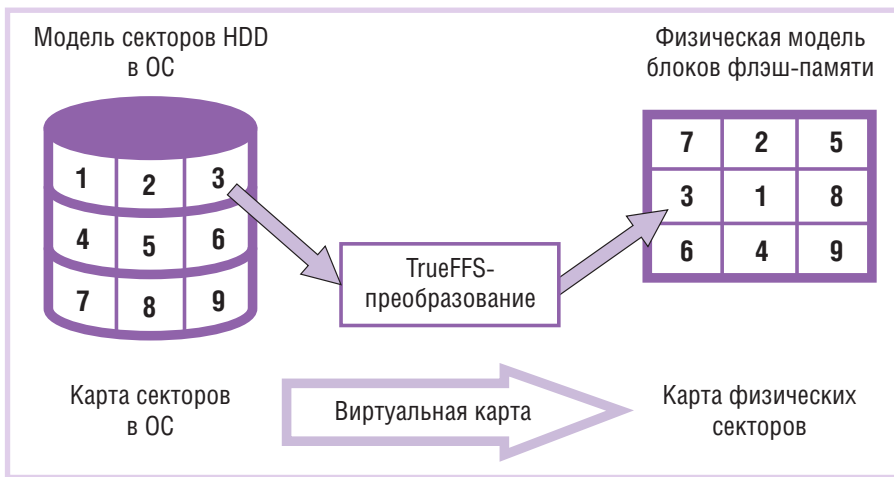 Модель секторов HDD
в ОС
Физическая модель
блоков флэш-памяти
1 2 3
4 5 6
7 8 9
7 2 5
3 1 8
6 4 9
TrueFFS-
преобразование
Карта секторов
в ОС
Виртуальная карта
Карта физических
секторов